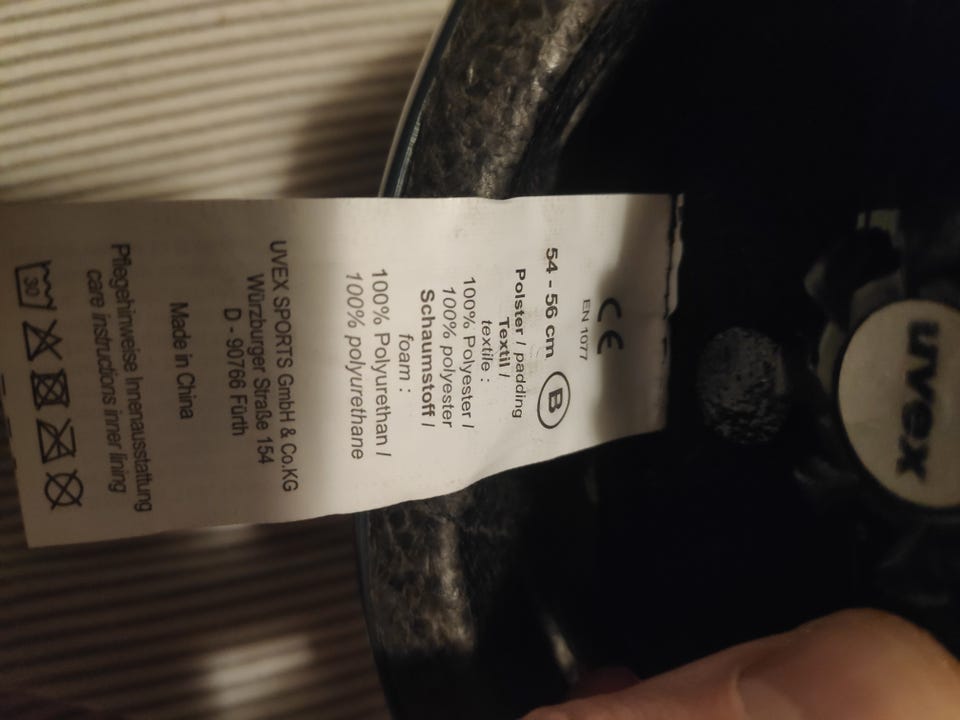 uvex
CE
EN 1077
54 - 56 cm B
Polster / padding
Textil /
textile :
100% Polyester /
100% polyester
Schaumstoff /
foam :
100% Polyurethan /
100% polyurethane
UVEX SPORTS GmbH & Co.KG
Würzburger Straße 154
D - 90766 Fürth
Made in China
Pflegehinweise Innenausstattung
care instructions inner lining
30